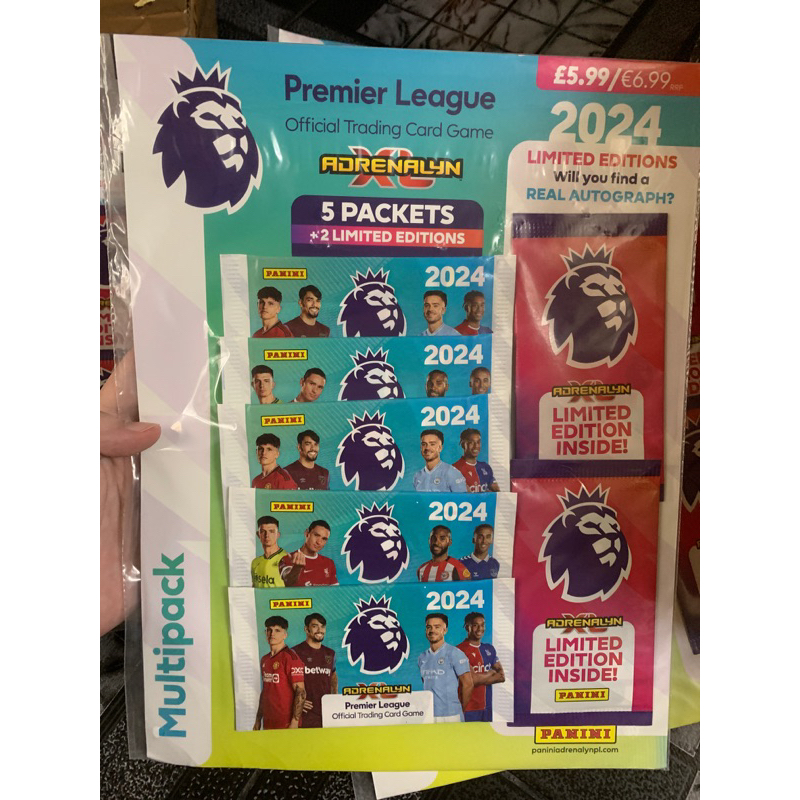 Premier League
Official Trading Card Game
ADRENALYN
XL
5 PACKETS
+2 LIMITED EDITIONS
£5.99/€6.99 RRP
2024
LIMITED EDITIONS
Will you find a
REAL AUTOGRAPH?
PANINI
2024
PANINI
2024
PANINI
2024
PANINI
2024
sela
PANINI
2024
betway
ADRENALYN
XL
Premier League
Official Trading Card Game
ADRENALYN
XL
LIMITED
EDITION
INSIDE!
ADRENALYN
XL
LIMITED
EDITION
INSIDE!
PANINI
PANINI
paniniadrenalynpl.com
Multipack